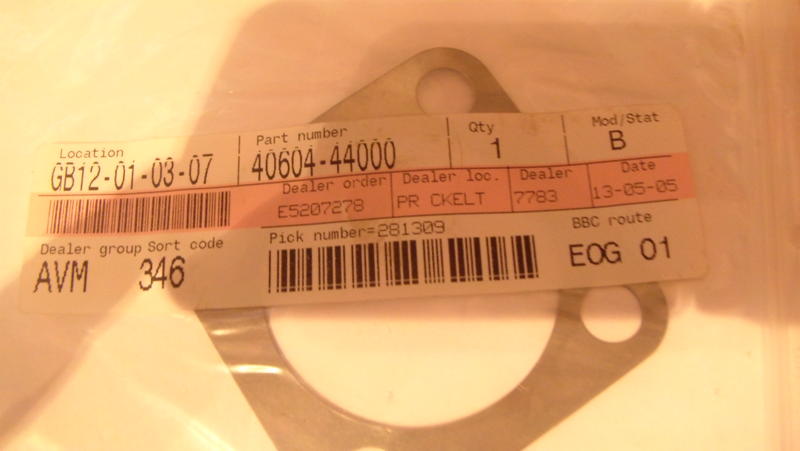 Location Part number Qty Mod/Stat
GB12-01-03-07 40604-44000 1 B
Dealer order Dealer loc. Dealer Date
E5207278 PR CKELT 7783 13-05-05
Dealer group Sort code Pick number=281309 BBC route
AVM 346 EOG 01